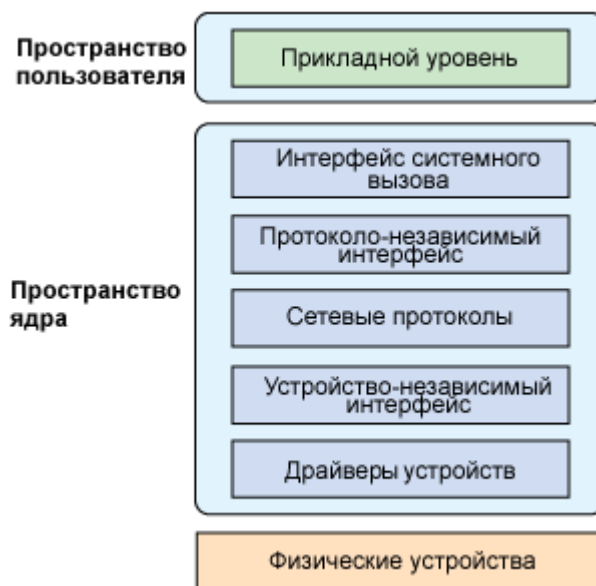 Пространство
пользователя
Прикладной уровень
Пространство
ядра
Интерфейс системного
вызова
Протоколо-независимый
интерфейс
Сетевые протоколы
Устройство-независимый
интерфейс
Драйверы устройств
Физические устройства